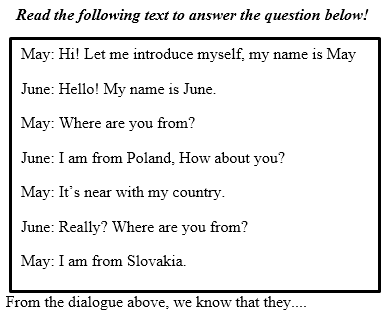 Read the following text to answer the question below!
May: Hi! Let me introduce myself, my name is May
June: Hello! My name is June.
May: Where are you from?
June: I am from Poland, How about you?
May: It's near with my country.
June: Really? Where are you from?
May: I am from Slovakia.
From the dialogue above, we know that they....